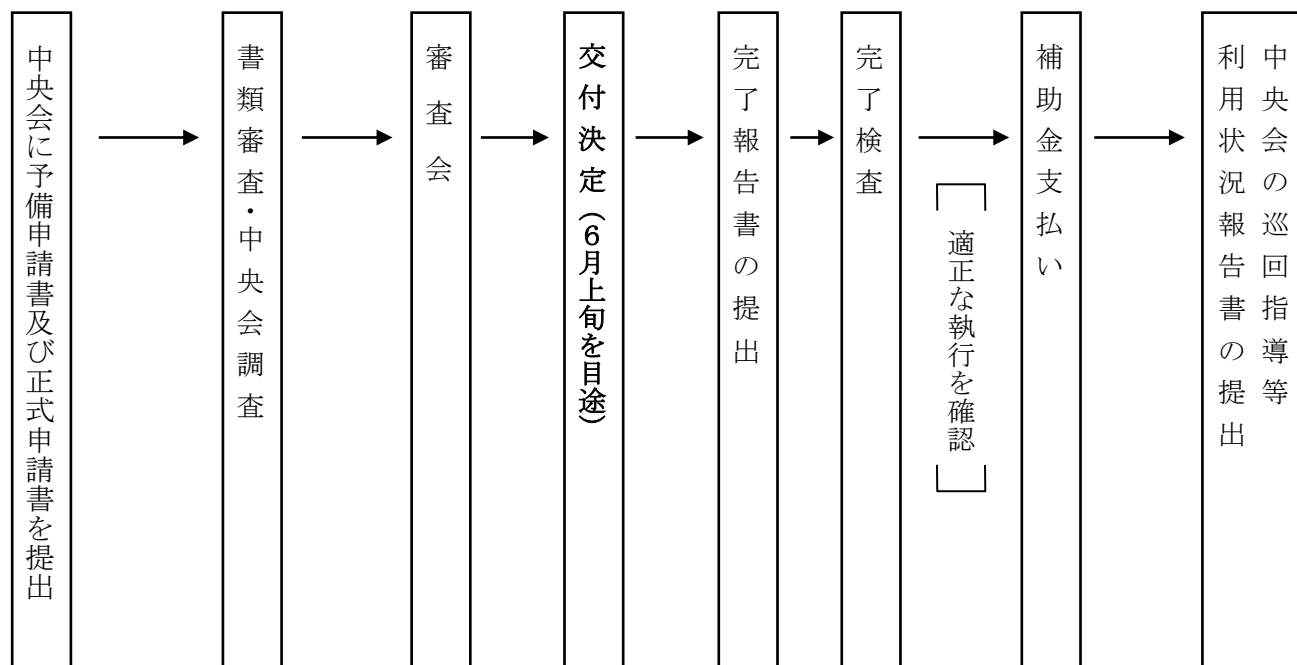 中央会に予備申請書及び正式申請書を提出
書類審査・中央会調査
審査会
交付決定（６月上旬を目途）
完了報告書の提出
完了検査
適正な執行を確認
補助金支払い
中央会の巡回指導等
利用状況報告書の提出